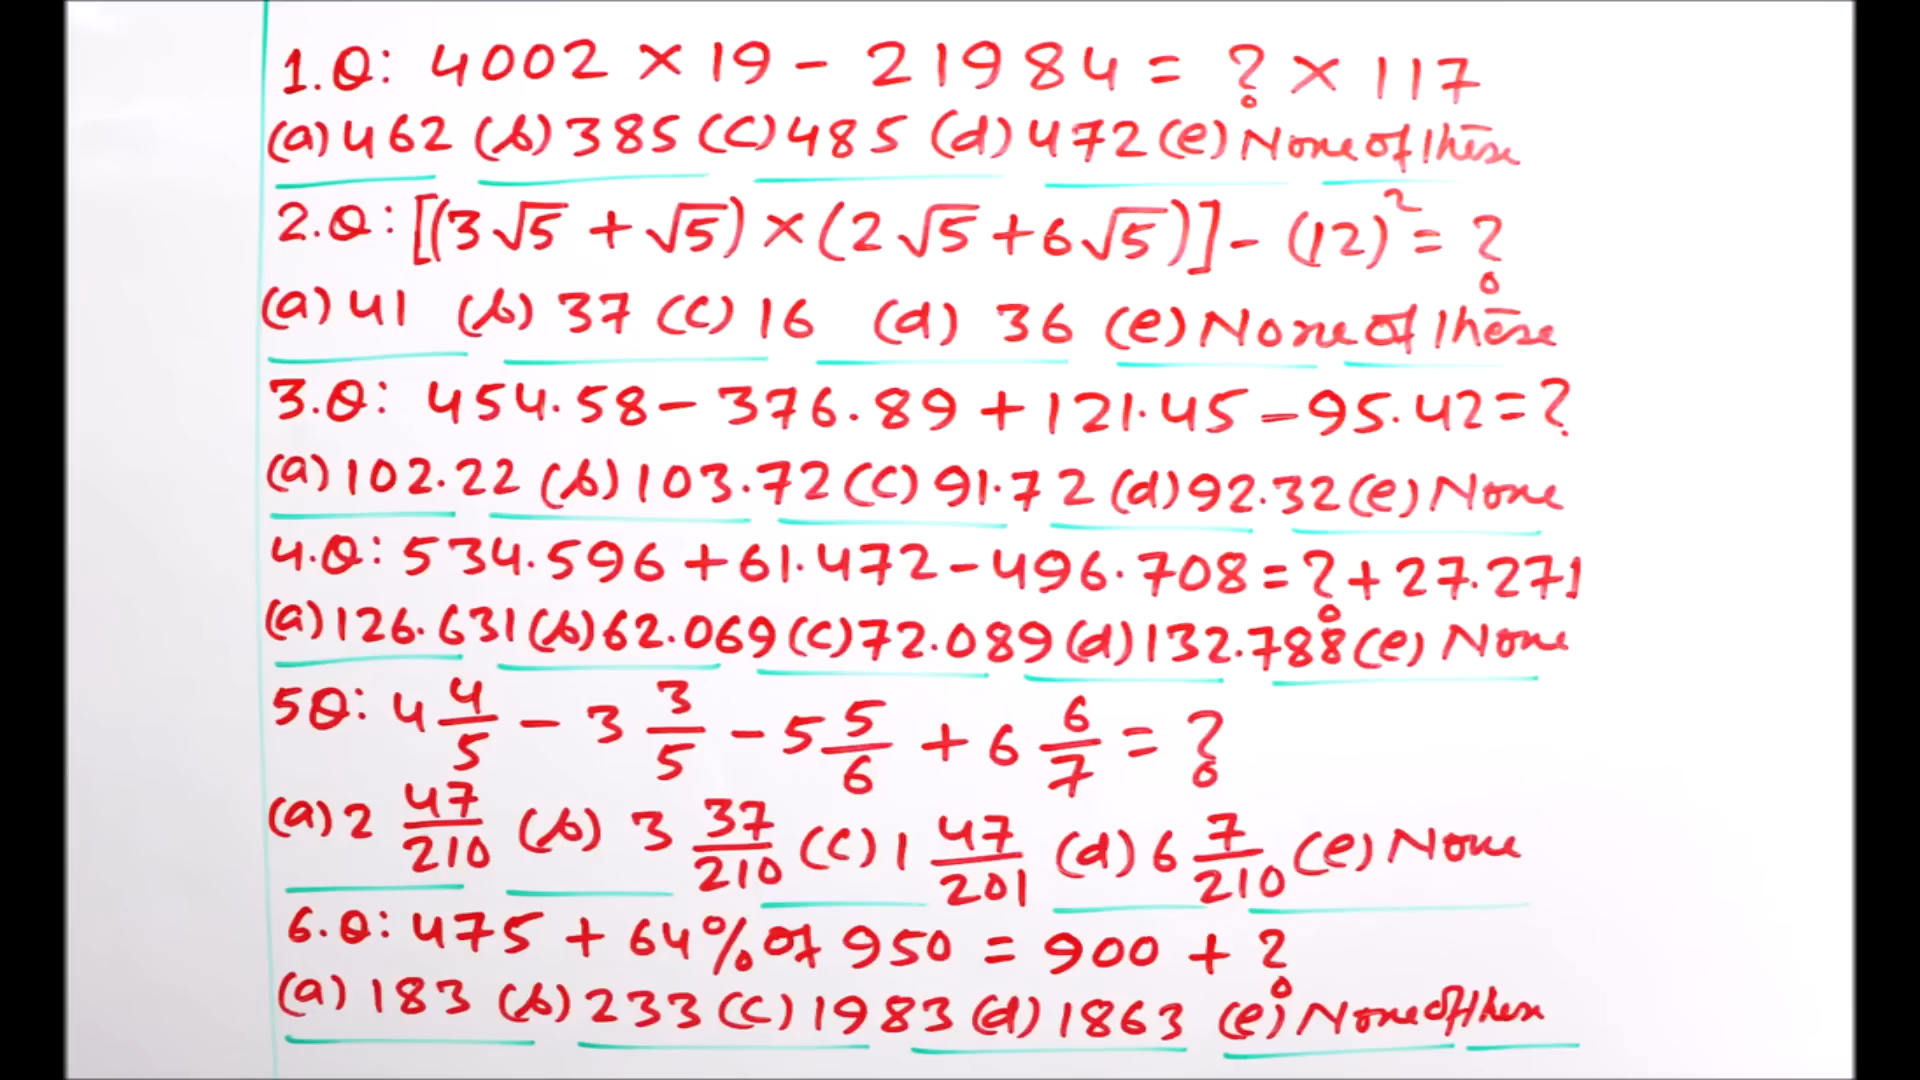 1.Q: 4002 × 19 - 21984 = ? × 117
(a) 462 (b) 385 (c) 485 (d) 472 (e) None of these
2.Q: [(3√5 + √5) × (2√5 + 6√5)] - (12)² = ?
(a) 41 (b) 37 (c) 16 (d) 36 (e) None of these
3.Q: 454.58 - 376.89 + 121.45 - 95.42 = ?
(a) 102.22 (b) 103.72 (c) 91.72 (d) 92.32 (e) None
4.Q: 534.596 + 61.472 - 496.708 = ? + 27.271
(a) 126.631 (b) 62.069 (c) 72.089 (d) 132.788 (e) None
5Q: 4 4/5 - 3 3/5 - 5 5/6 + 6 6/7 = ?
(a) 2 47/210 (b) 3 37/210 (c) 1 47/201 (d) 6 7/210 (e) None
6.Q: 475 + 64% of 950 = 900 + ?
(a) 183 (b) 233 (c) 1983 (d) 1863 (e) None of these